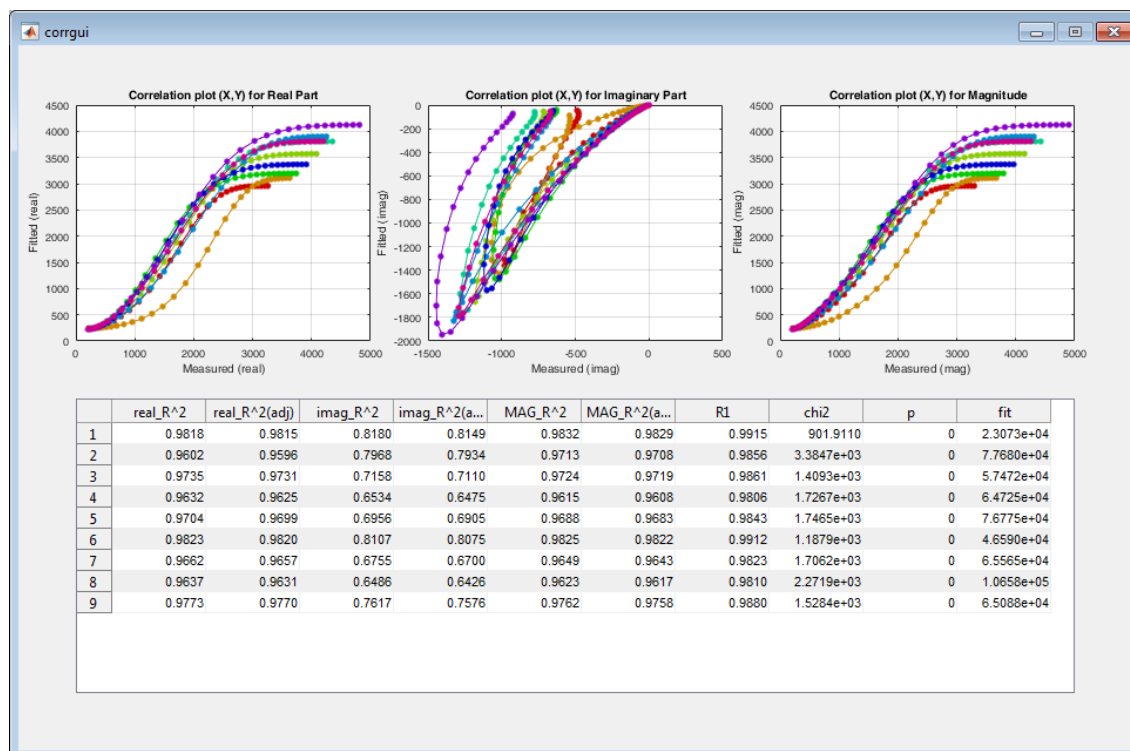 corrgui
Correlation plot (X,Y) for Real Part
Fitted (real)
4500
4000
3500
3000
2500
2000
1500
1000
500
0
0 1000 2000 3000 4000 5000
Measured (real)
Correlation plot (X,Y) for Imaginary Part
Fitted (imag)
0
-200
-400
-600
-800
-1000
-1200
-1400
-1600
-1800
-2000
-1500 -1000 -500 0 500
Measured (imag)
Correlation plot (X,Y) for Magnitude
Fitted (mag)
4500
4000
3500
3000
2500
2000
1500
1000
500
0
0 1000 2000 3000 4000 5000
Measured (mag)
real_R^2 real_R^2(adj) imag_R^2 imag_R^2(a... MAG_R^2 MAG_R^2(a... R1 chi2 p fit
1 0.9818 0.9815 0.8180 0.8149 0.9832 0.9829 0.9915 901.9110 0 2.3073e+04
2 0.9602 0.9596 0.7968 0.7934 0.9713 0.9708 0.9856 3.3847e+03 0 7.7680e+04
3 0.9735 0.9731 0.7158 0.7110 0.9724 0.9719 0.9861 1.4093e+03 0 5.7472e+04
4 0.9632 0.9625 0.6534 0.6475 0.9615 0.9608 0.9806 1.7267e+03 0 6.4725e+04
5 0.9704 0.9699 0.6956 0.6905 0.9688 0.9683 0.9843 1.7465e+03 0 7.6775e+04
6 0.9823 0.9820 0.8107 0.8075 0.9825 0.9822 0.9912 1.1879e+03 0 4.6590e+04
7 0.9662 0.9657 0.6755 0.6700 0.9649 0.9643 0.9823 1.7062e+03 0 6.5565e+04
8 0.9637 0.9631 0.6486 0.6426 0.9623 0.9617 0.9810 2.2719e+03 0 1.0658e+05
9 0.9773 0.9770 0.7617 0.7576 0.9762 0.9758 0.9880 1.5284e+03 0 6.5088e+04